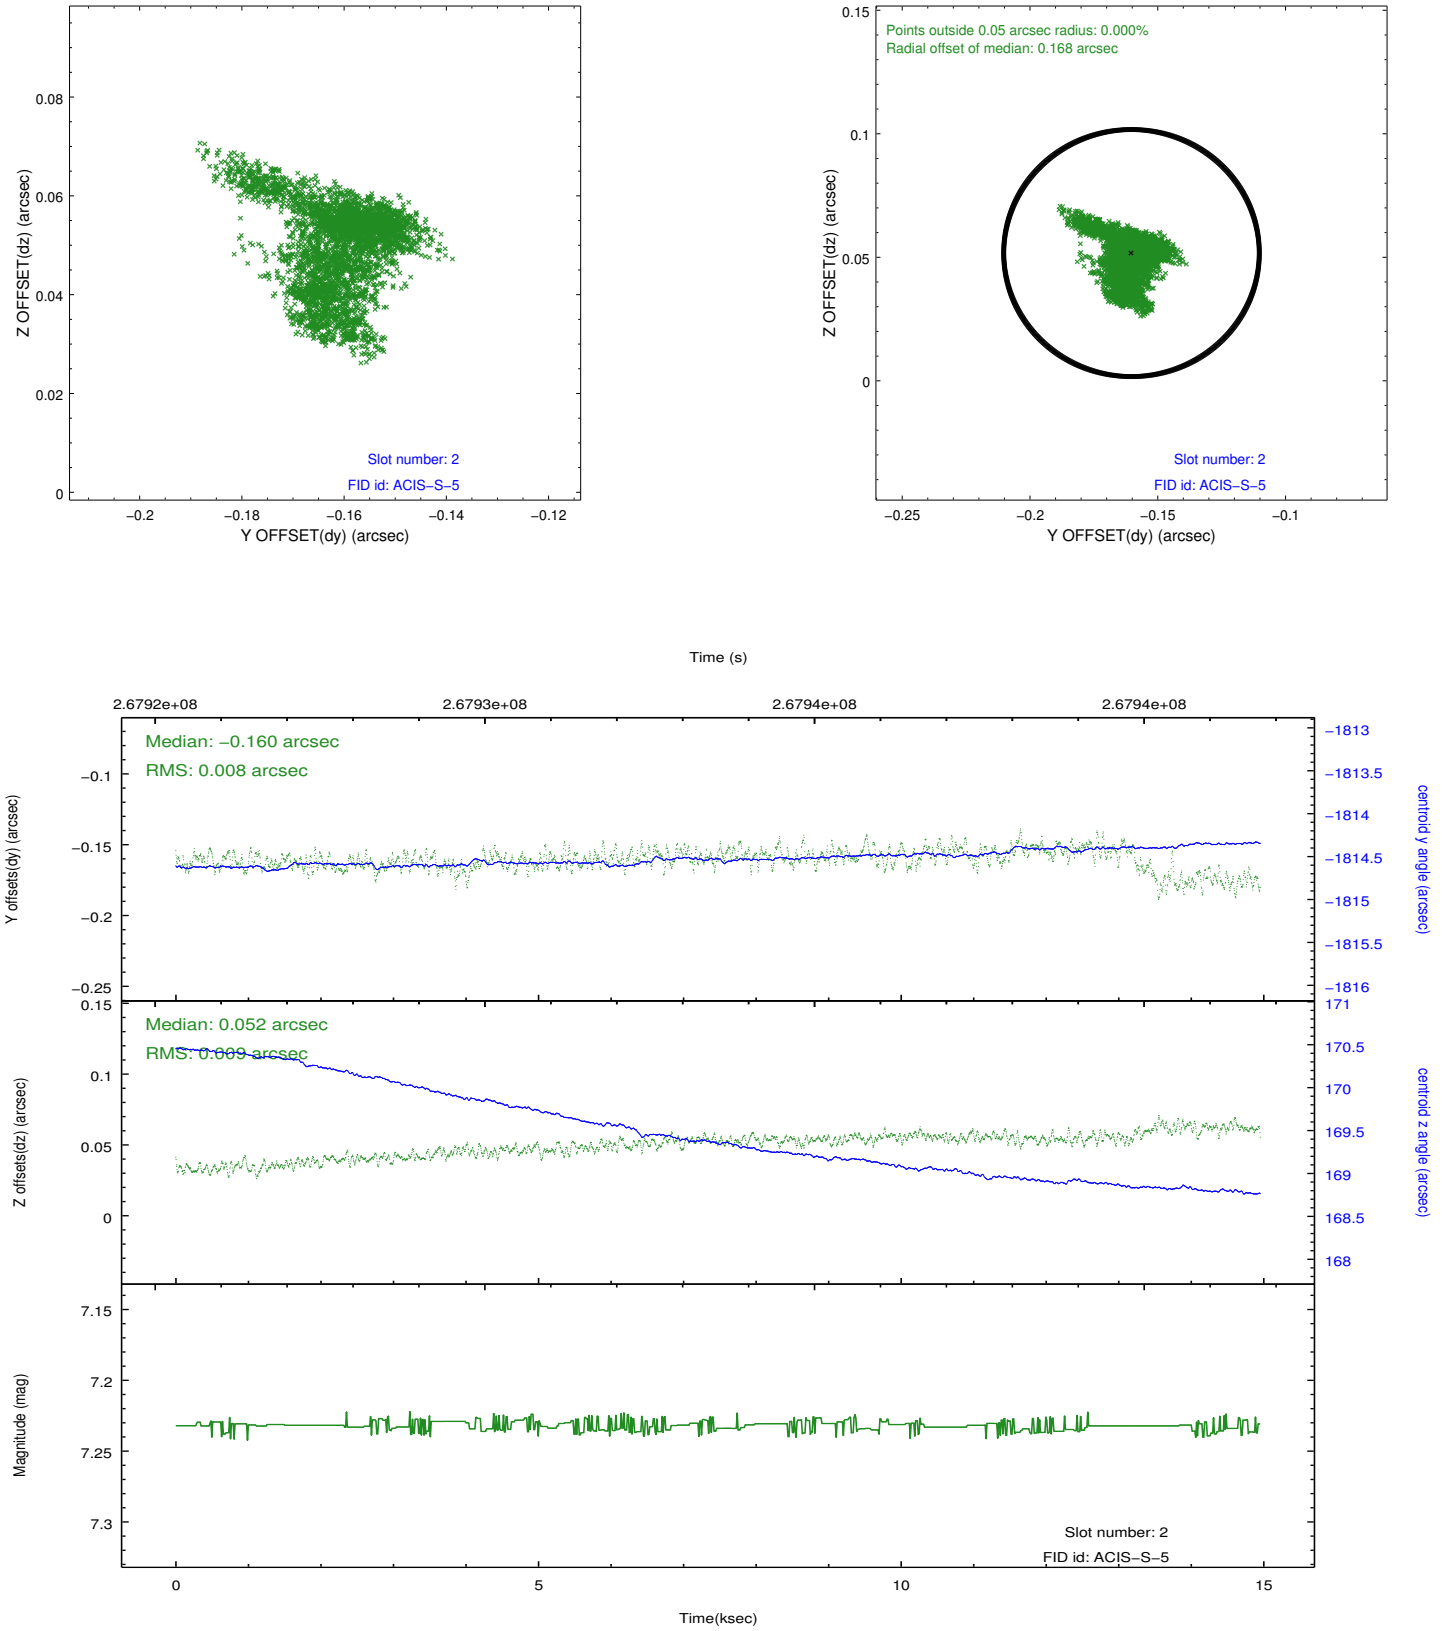 0.08
0.06
0.04
0.02
0
Z OFFSET(dz) (arcsec)
Slot number: 2
FID id: ACIS−S−5
−0.2
−0.18
−0.16
−0.14
−0.12
Y OFFSET(dy) (arcsec)
0.15
0.1
0.05
0
Z OFFSET(dz) (arcsec)
Points outside 0.05 arcsec radius: 0.000%
Radial offset of median: 0.168 arcsec
Slot number: 2
FID id: ACIS−S−5
−0.25
−0.2
−0.15
−0.1
Y OFFSET(dy) (arcsec)
Time (s)
2.6792e+08
2.6793e+08
2.6794e+08
2.6794e+08
Median: −0.160 arcsec
RMS: 0.008 arcsec
−0.1
−0.15
−0.2
−0.25
Y offsets(dy) (arcsec)
−1813
−1813.5
−1814
−1814.5
−1815
−1815.5
−1816
centroid y angle (arcsec)
Median: 0.052 arcsec
RMS: 0.009 arcsec
0.15
0.1
0.05
0
Z offsets(dz) (arcsec)
171
170.5
170
169.5
169
168.5
168
centroid z angle (arcsec)
7.15
7.2
7.25
7.3
Magnitude (mag)
Slot number: 2
FID id: ACIS−S−5
0
5
10
15
Time(ksec)